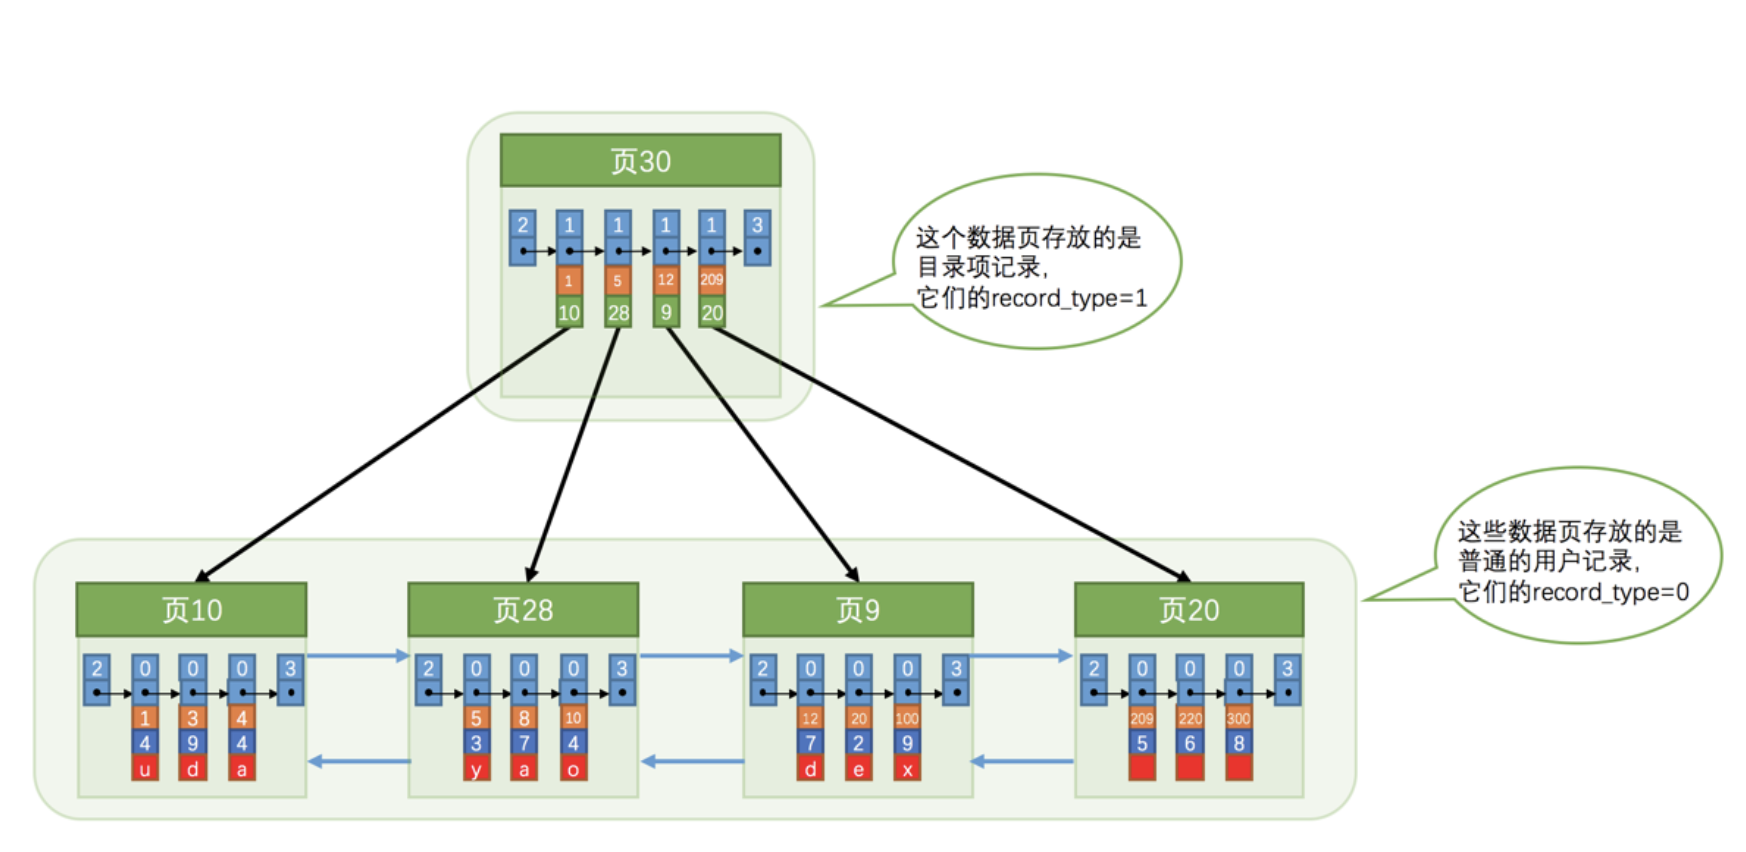 页30
2 1 1 1 1 3
1 5 12 209
10 28 9 20
这个数据页存放的是
目录项记录,
它们的record_type=1
这些数据页存放的是
普通的用户记录,
它们的record_type=0
页10
2 0 0 0 3
1 3 4
4 9 4
u d a
页28
2 0 0 0 3
5 8 10
3 7 4
y a o
页9
2 0 0 0 3
12 20 100
7 2 9
d e x
页20
2 0 0 0 3
209 220 300
5 6 8